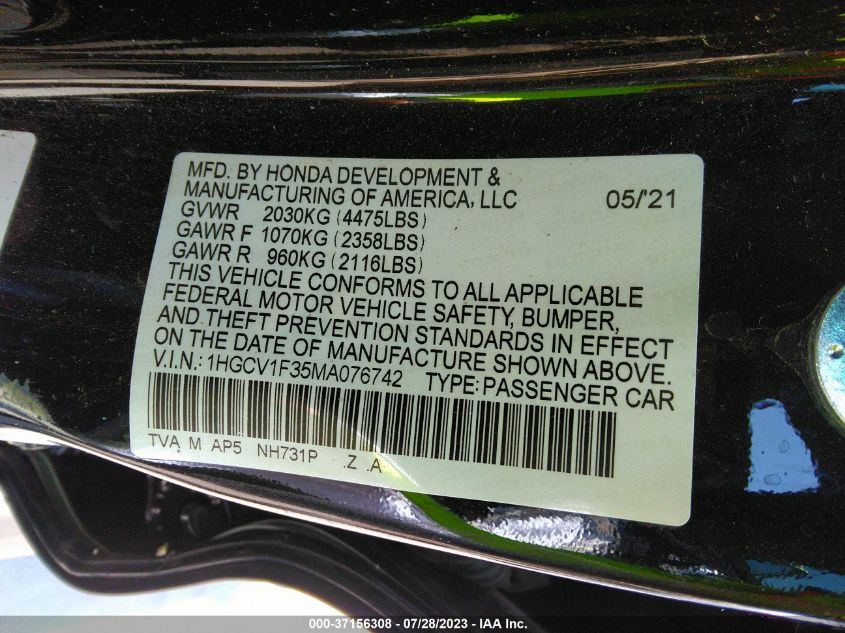 MFD. BY HONDA DEVELOPMENT &
MANUFACTURING OF AMERICA, LLC 05/'21
GVWR 2030KG (4475LBS)
GAWR F 1070KG (2358LBS)
GAWR R 960KG (2116LBS)
THIS VEHICLE CONFORMS TO ALL APPLICABLE
FEDERAL MOTOR VEHICLE SAFETY, BUMPER,
AND THEFT PREVENTION STANDARDS IN EFFECT
ON THE DATE OF MANUFACTURE SHOWN ABOVE.
V.I.N.: 1HGCV1F35MA076742 TYPE: PASSENGER CAR
TVA M AP5 NH731P .Z .A
000-37156308 / 07/28/2023 - IAAI.com